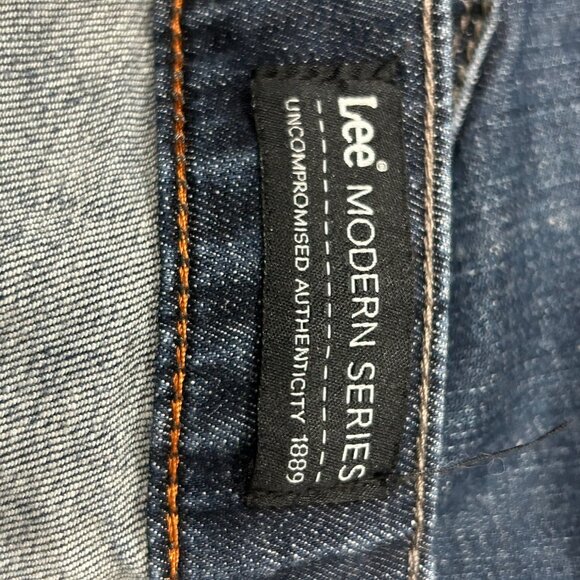 Lee® MODERN SERIES
UNCOMPROMISED AUTHENTICITY 1889